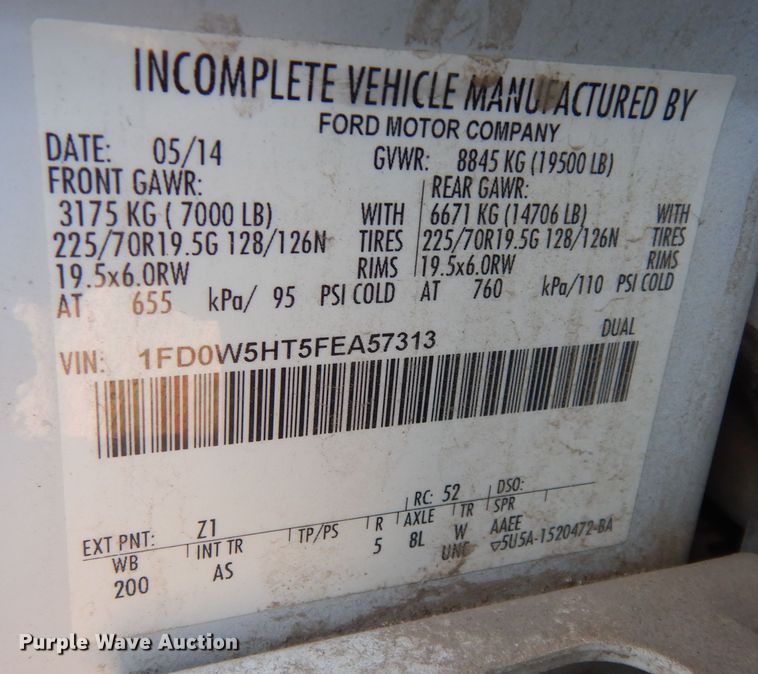 INCOMPLETE VEHICLE MANUFACTURED BY
FORD MOTOR COMPANY
DATE: 05/14 GVWR: 8845 KG (19500 LB)
FRONT GAWR: REAR GAWR:
3175 KG ( 7000 LB) WITH 6671 KG (14706 LB) WITH
225/70R19.5G 128/126N TIRES 225/70R19.5G 128/126N TIRES
19.5x6.0RW RIMS 19.5x6.0RW RIMS
AT 655 kPa/ 95 PSI COLD AT 760 kPa/110 PSI COLD
VIN: 1FD0W5HT5FEA57313 DUAL
EXT PNT: Z1 RC: 52 DSO:
WB INT TR TP/PS R AXLE TR SPR
200 AS 5 8L W AAEE
UNC ▽5U5A-1520472-BA
Purple Wave Auction